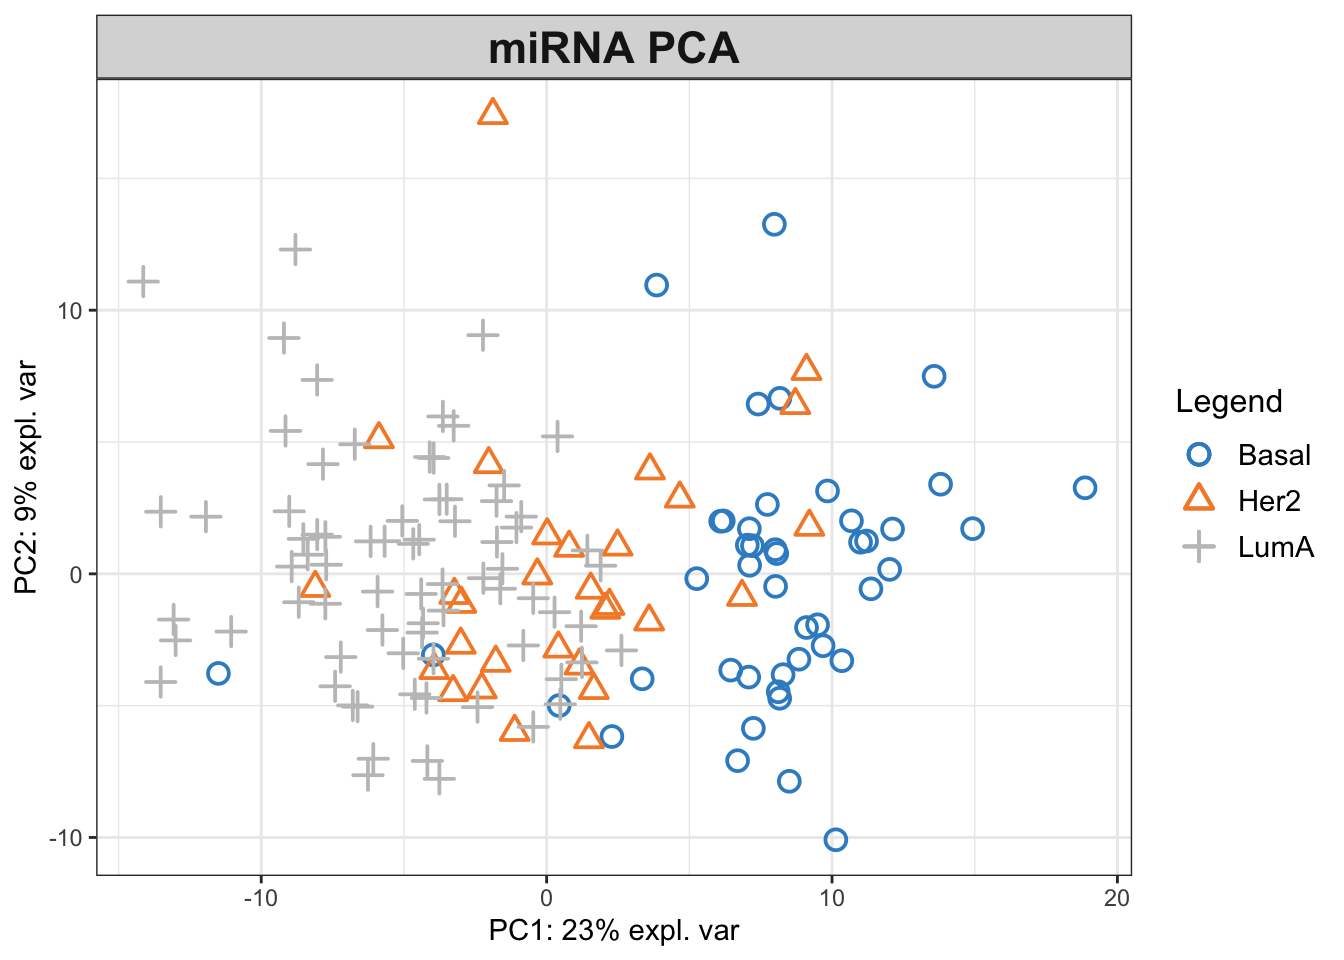 miRNA PCA
PC2: 9% expl. var
10
0
-10
-10
0
10
20
PC1: 23% expl. var
Legend
Basal
Her2
LumA